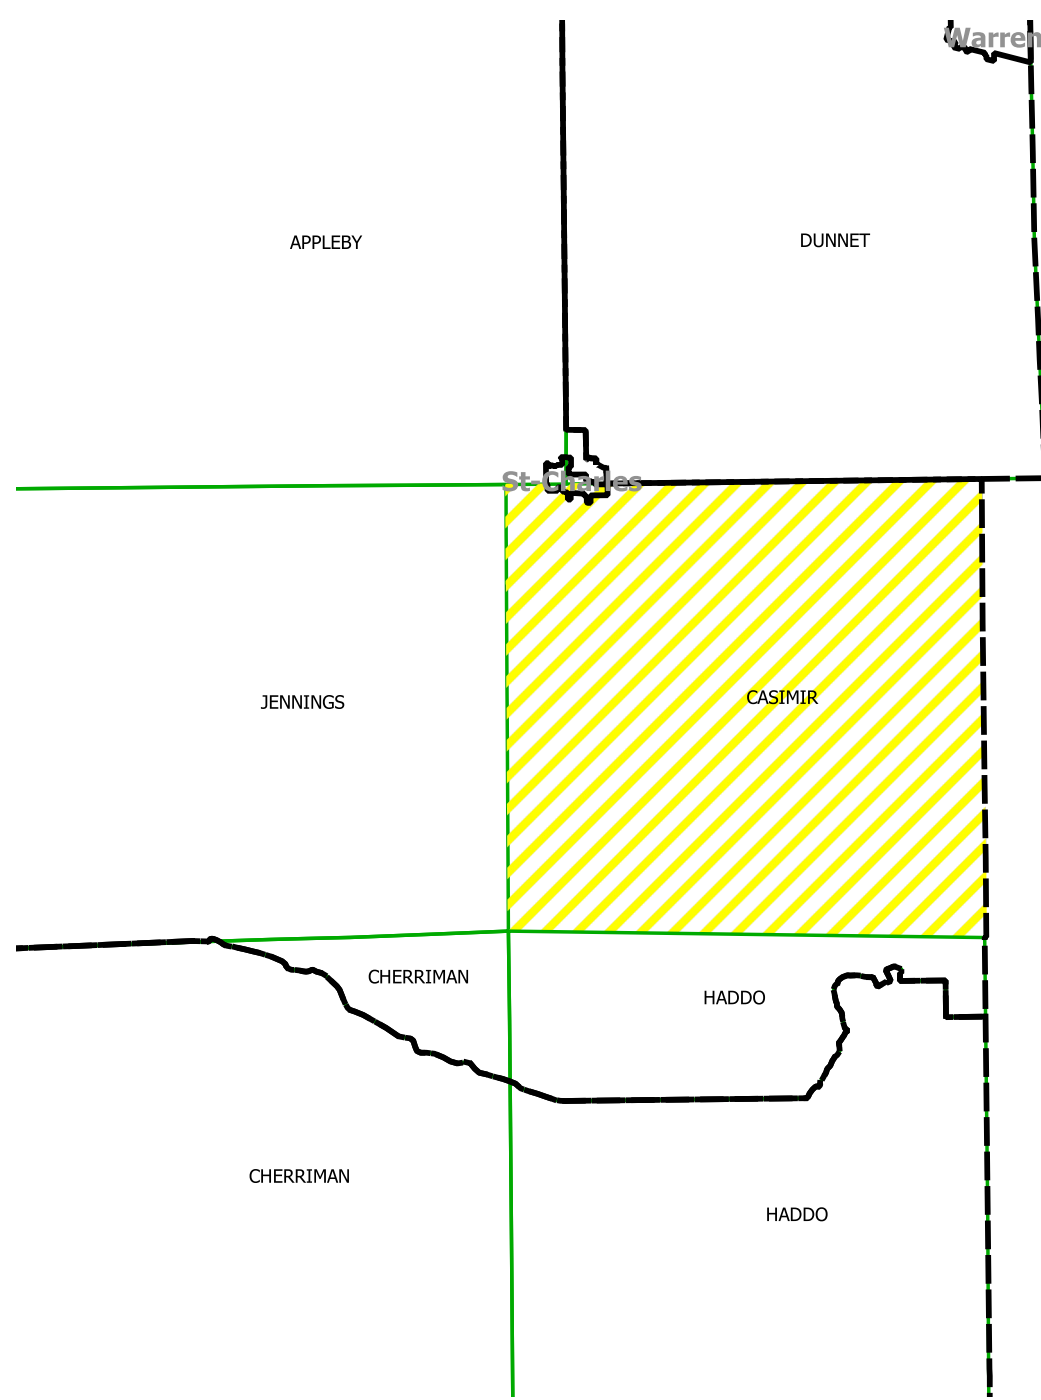 Warren
DUNNET
APPLEBY
St-Charles
CASIMIR
JENNINGS
CHERRIMAN
HADDO
CHERRIMAN
HADDO